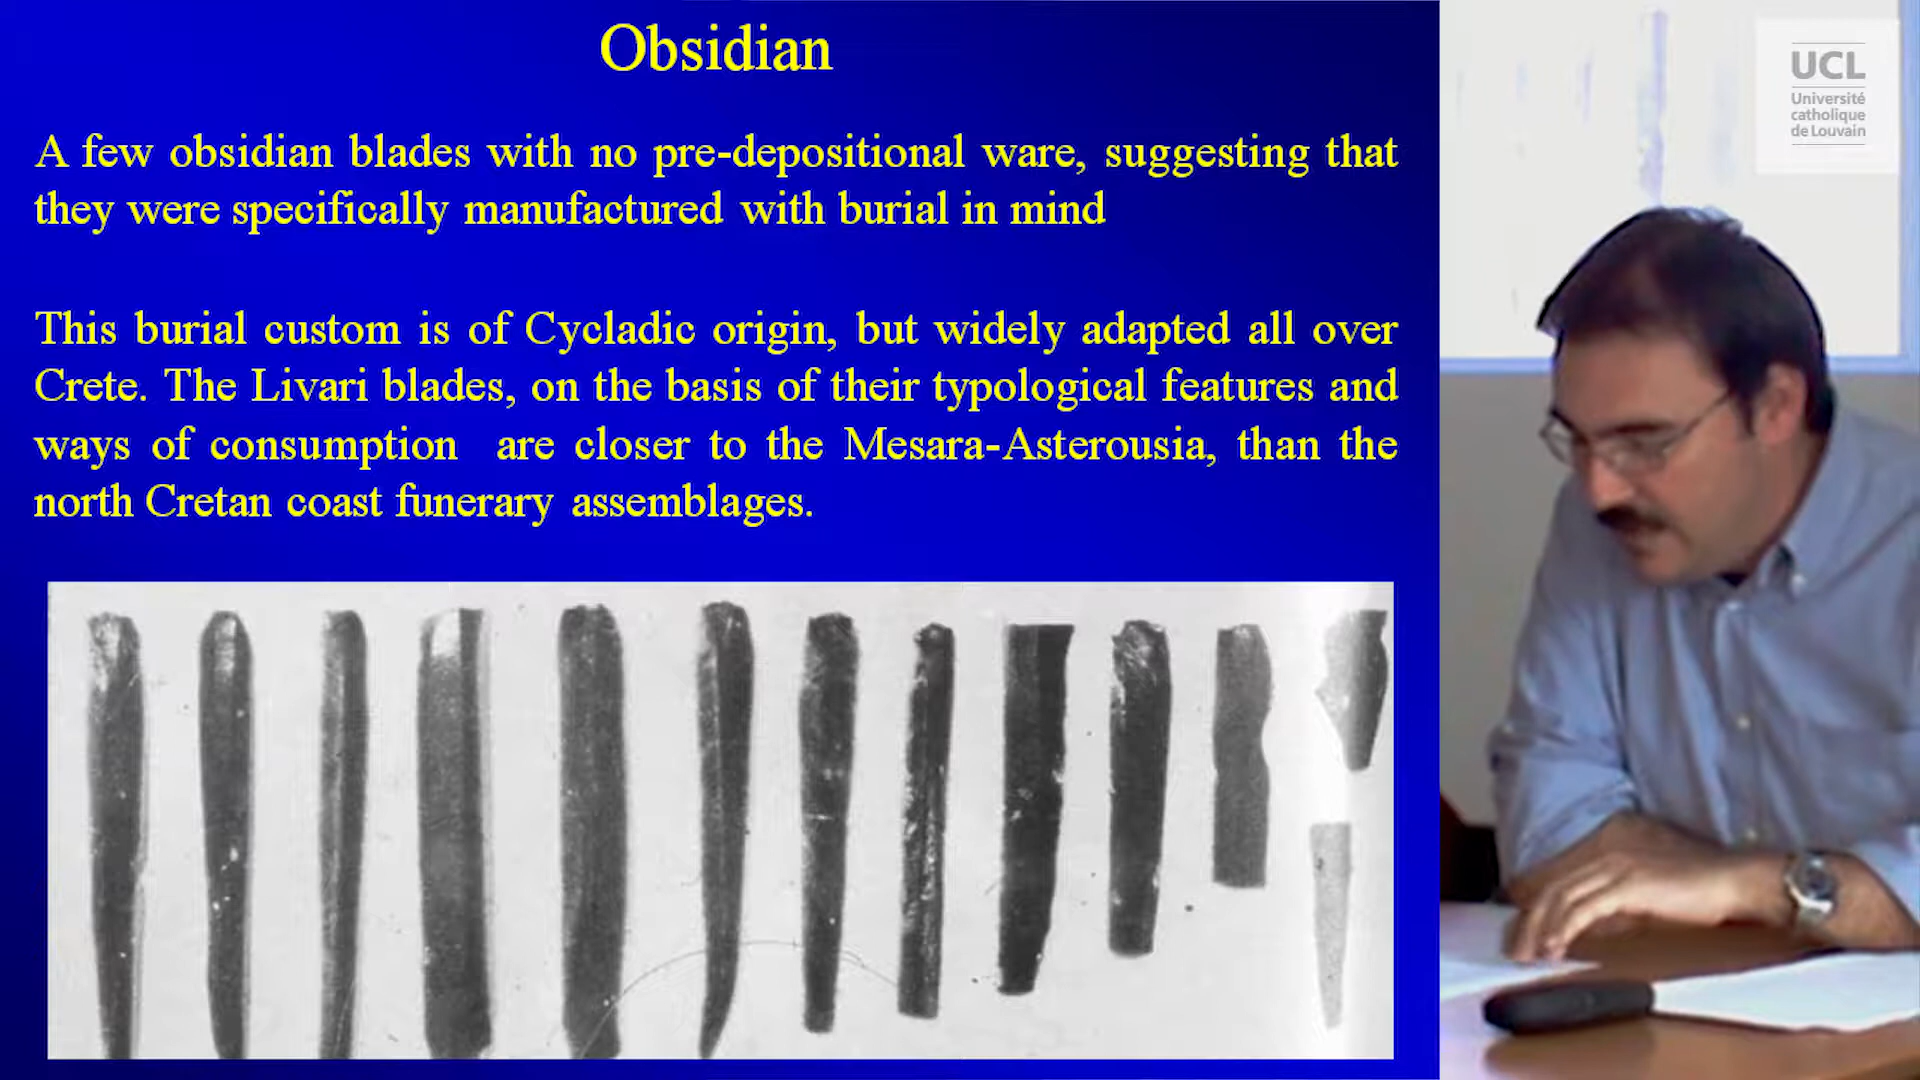 Obsidian
A few obsidian blades with no pre-depositional ware, suggesting that
they were specifically manufactured with burial in mind
This burial custom is of Cycladic origin, but widely adapted all over
Crete. The Livari blades, on the basis of their typological features and
ways of consumption are closer to the Mesara-Asterousia, than the
north Cretan coast funerary assemblages.
UCL
Université
catholique
de Louvain